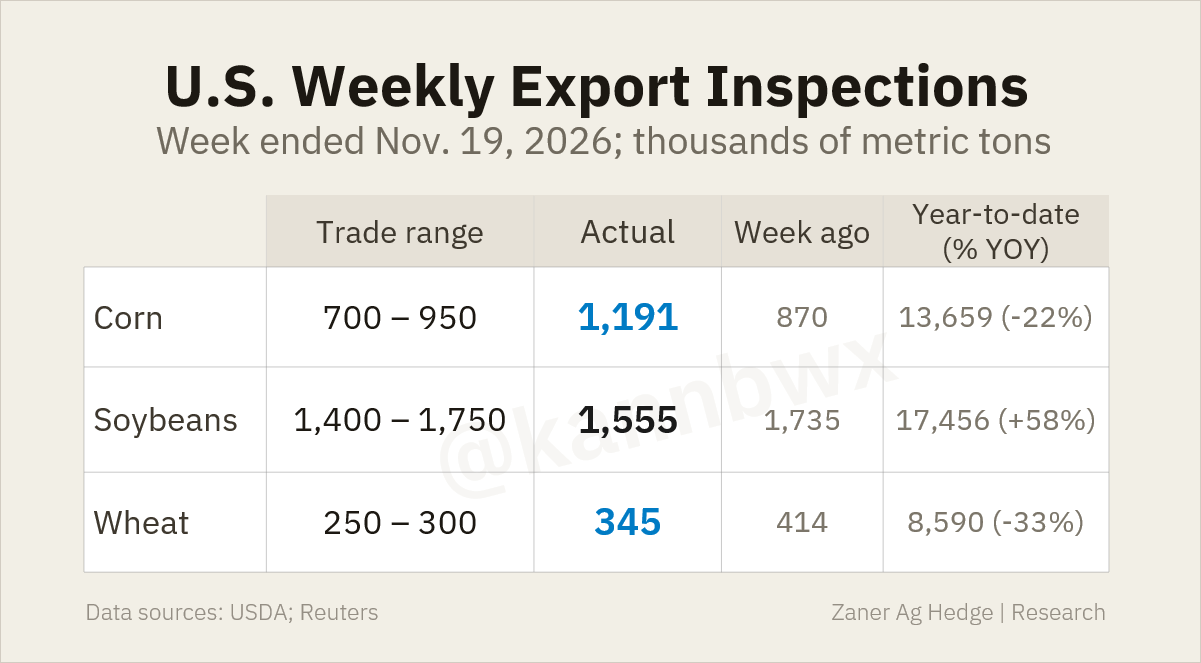 U.S. Weekly Export Inspections
Week ended Nov. 19, 2026; thousands of metric tons
Trade range Actual Week ago Year-to-date (% YOY)
Corn 700 – 950 1,191 870 13,659 (-22%)
Soybeans 1,400 – 1,750 1,555 1,735 17,456 (+58%)
Wheat 250 – 300 345 414 8,590 (-33%)
@kannbwx
Data sources: USDA; Reuters
Zaner Ag Hedge | Research